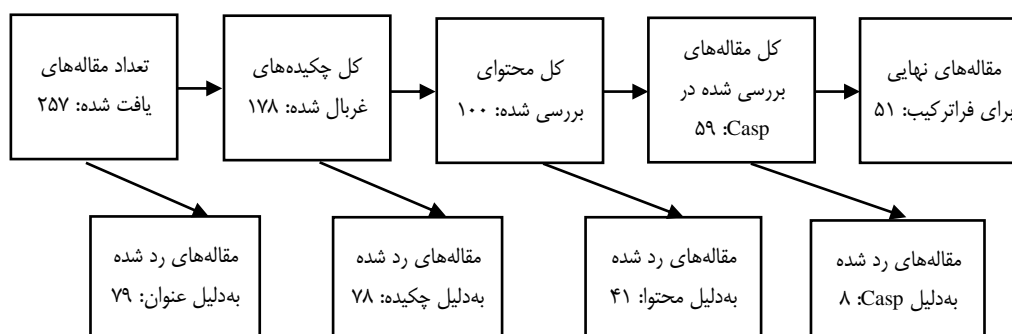 تعداد مقاله‌های
یافت شده: ۲۵۷
کل چکیده‌های
غربال شده: ۱۷۸
کل محتوای
بررسی شده: ۱۰۰
کل مقاله‌های
بررسی شده در
Casp: ۵۹
مقاله‌های نهایی
برای فراترکیب: ۵۱
مقاله‌های رد شده
به‌دلیل عنوان: ۷۹
مقاله‌های رد شده
به‌دلیل چکیده: ۷۸
مقاله‌های رد شده
به‌دلیل محتوا: ۴۱
مقاله‌های رد شده
به‌دلیل Casp: ۸